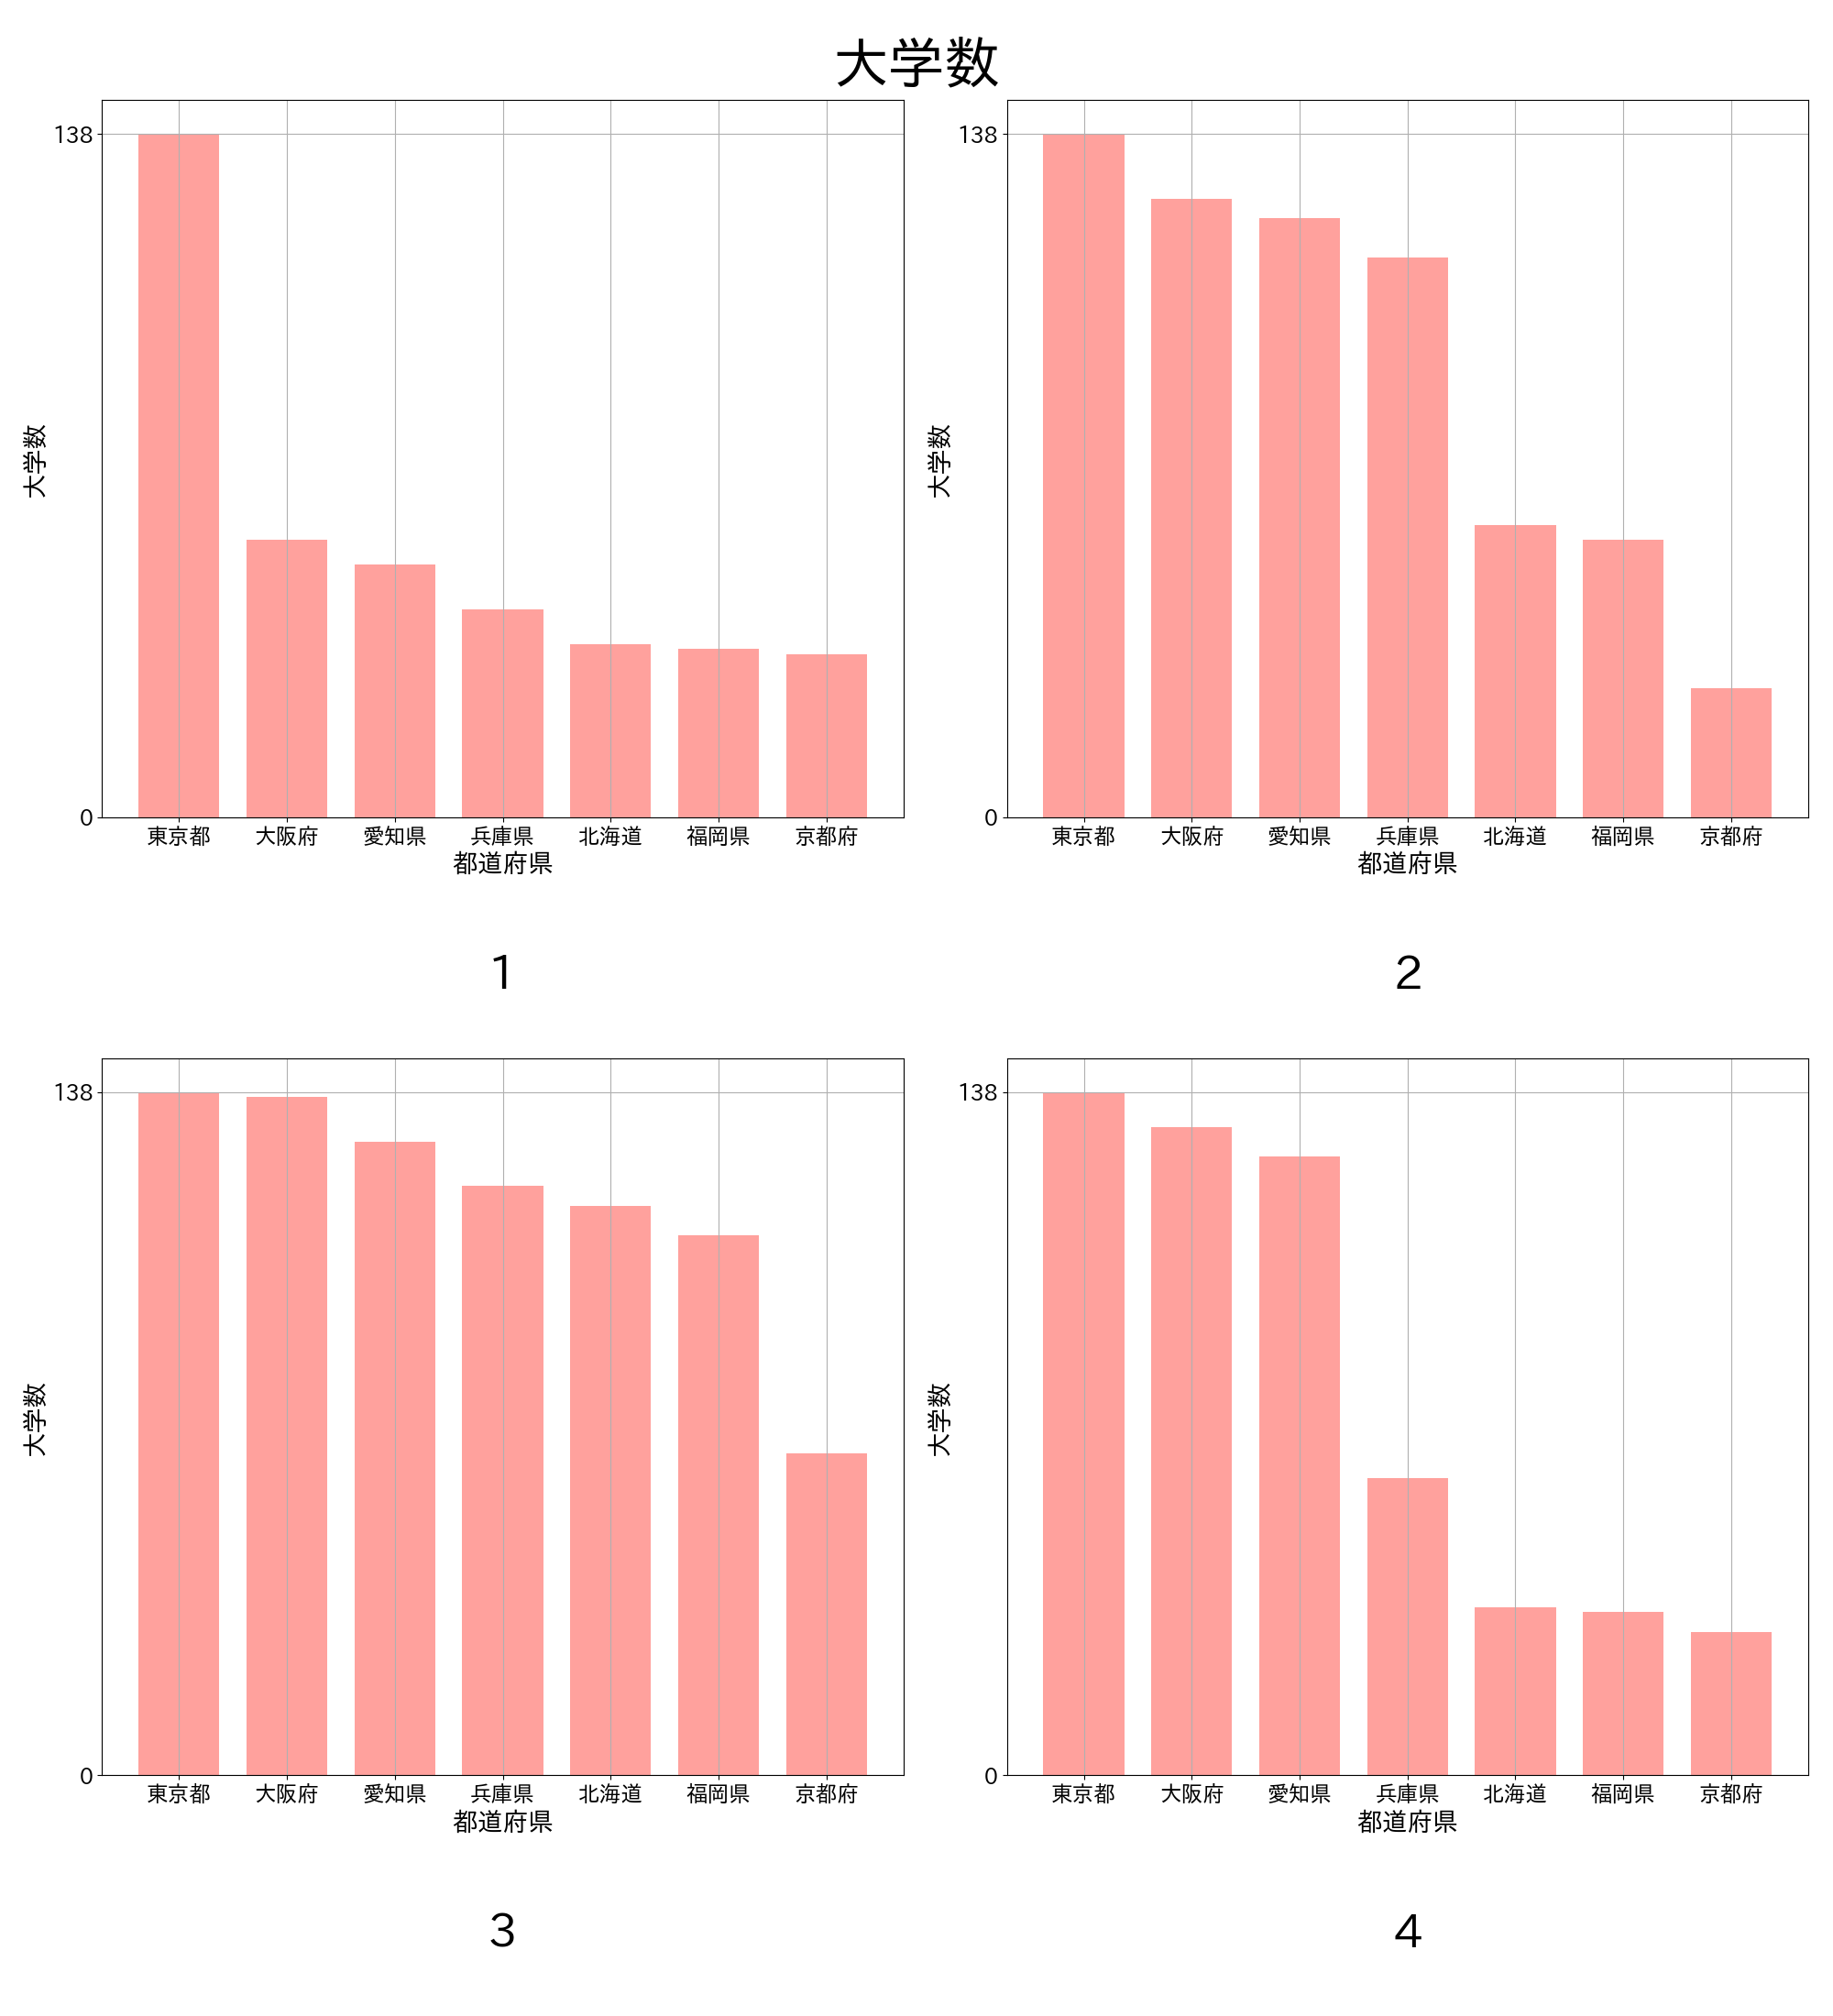 大学数
138
0
大学数
東京都 大阪府 愛知県 兵庫県 北海道 福岡県 京都府
都道府県
1
138
0
大学数
東京都 大阪府 愛知県 兵庫県 北海道 福岡県 京都府
都道府県
2
138
0
大学数
東京都 大阪府 愛知県 兵庫県 北海道 福岡県 京都府
都道府県
3
138
0
大学数
東京都 大阪府 愛知県 兵庫県 北海道 福岡県 京都府
都道府県
4